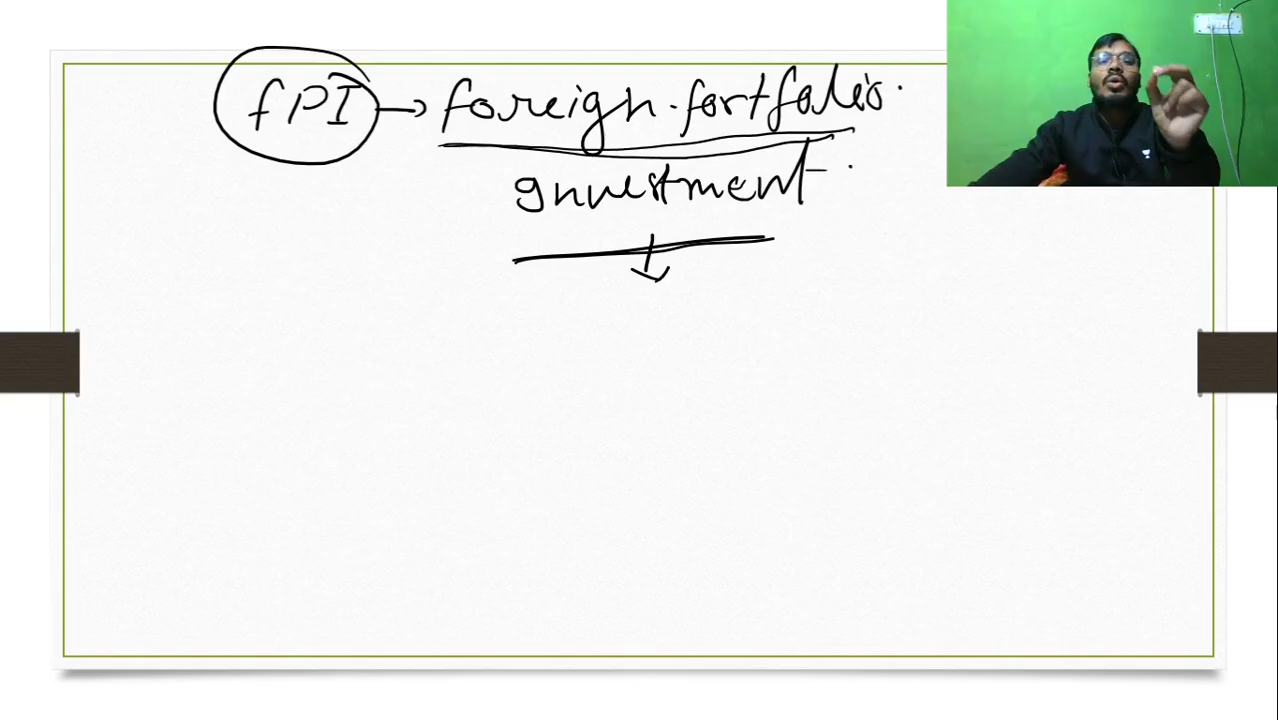 fPI → foreign portfolio
Investment